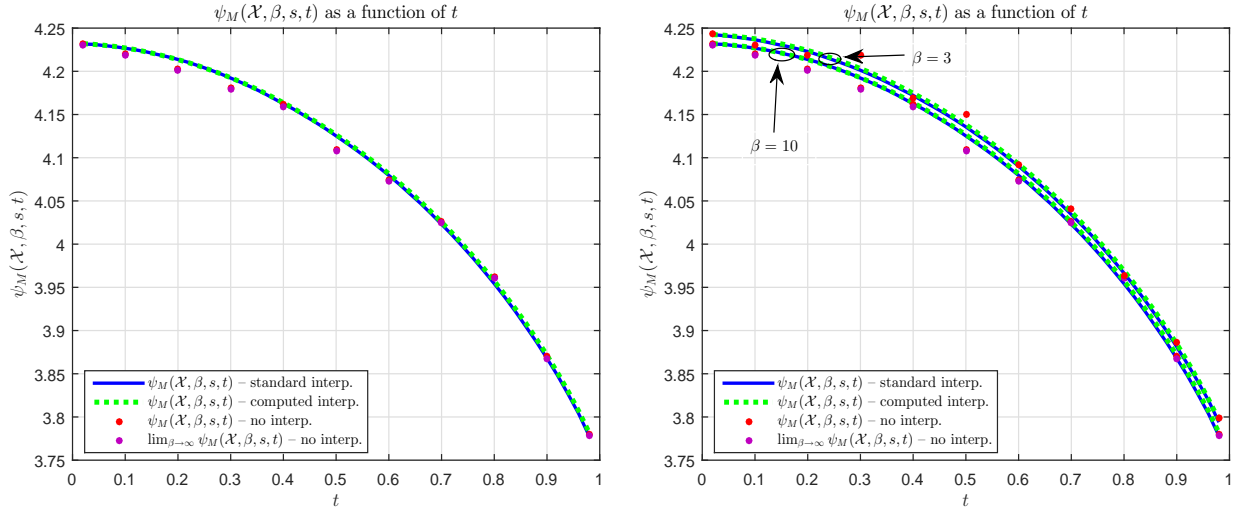 ψ_M(𝒳, β, s, t) as a function of t
4.25
4.2
4.15
4.1
4.05
4
3.95
3.9
3.85
3.8
3.75
ψ_M(𝒳, β, s, t)
ψ_M(𝒳, β, s, t) – standard interp.
ψ_M(𝒳, β, s, t) – computed interp.
ψ_M(𝒳, β, s, t) – no interp.
lim_{β→∞} ψ_M(𝒳, β, s, t) – no interp.
0 0.1 0.2 0.3 0.4 0.5 0.6 0.7 0.8 0.9 1
t
ψ_M(𝒳, β, s, t) as a function of t
4.25
4.2
4.15
4.1
4.05
4
3.95
3.9
3.85
3.8
3.75
ψ_M(𝒳, β, s, t)
β = 3
β = 10
ψ_M(𝒳, β, s, t) – standard interp.
ψ_M(𝒳, β, s, t) – computed interp.
ψ_M(𝒳, β, s, t) – no interp.
lim_{β→∞} ψ_M(𝒳, β, s, t) – no interp.
0 0.1 0.2 0.3 0.4 0.5 0.6 0.7 0.8 0.9 1
t